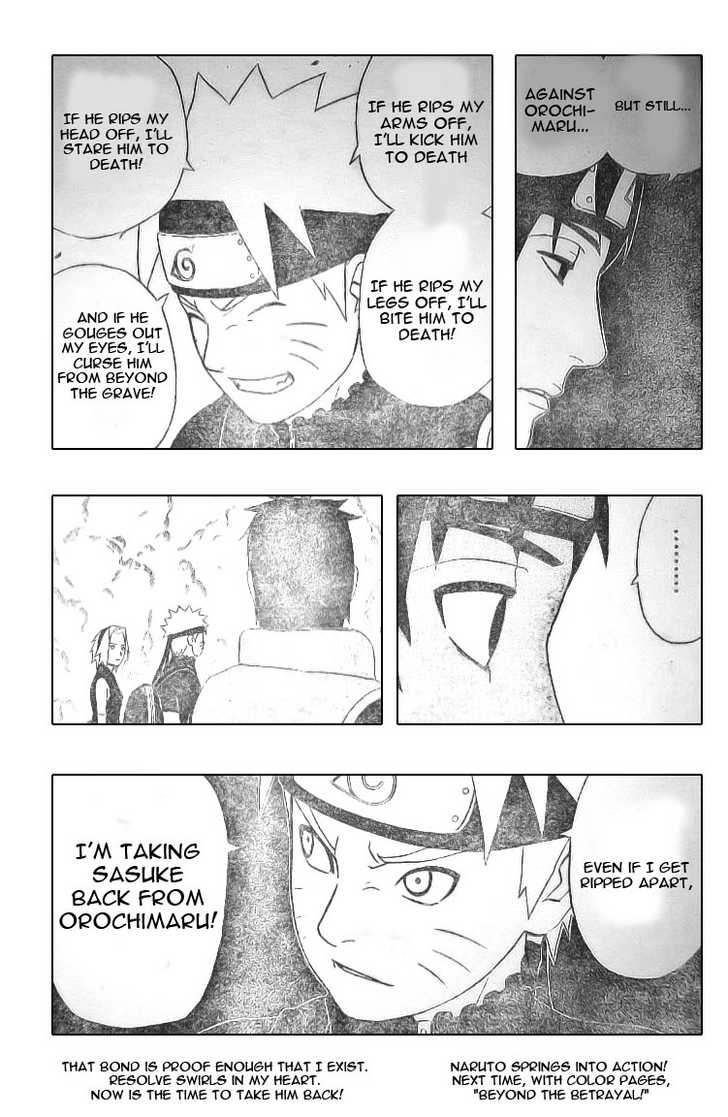 BUT STILL...
AGAINST
OROCHI-
MARU...
IF HE RIPS MY
ARMS OFF,
I'LL KICK HIM
TO DEATH
IF HE RIPS MY
LEGS OFF, I'LL
BITE HIM TO
DEATH!
IF HE RIPS MY
HEAD OFF, I'LL
STARE HIM TO
DEATH!
AND IF HE
GOUGES OUT
MY EYES, I'LL
CURSE HIM
FROM BEYOND
THE GRAVE!
.........
EVEN IF I GET
RIPPED APART,
I'M TAKING
SASUKE
BACK FROM
OROCHIMARU!
NARUTO SPRINGS INTO ACTION!
NEXT TIME, WITH COLOR PAGES,
"BEYOND THE BETRAYAL!"
THAT BOND IS PROOF ENOUGH THAT I EXIST.
RESOLVE SWIRLS IN MY HEART.
NOW IS THE TIME TO TAKE HIM BACK!